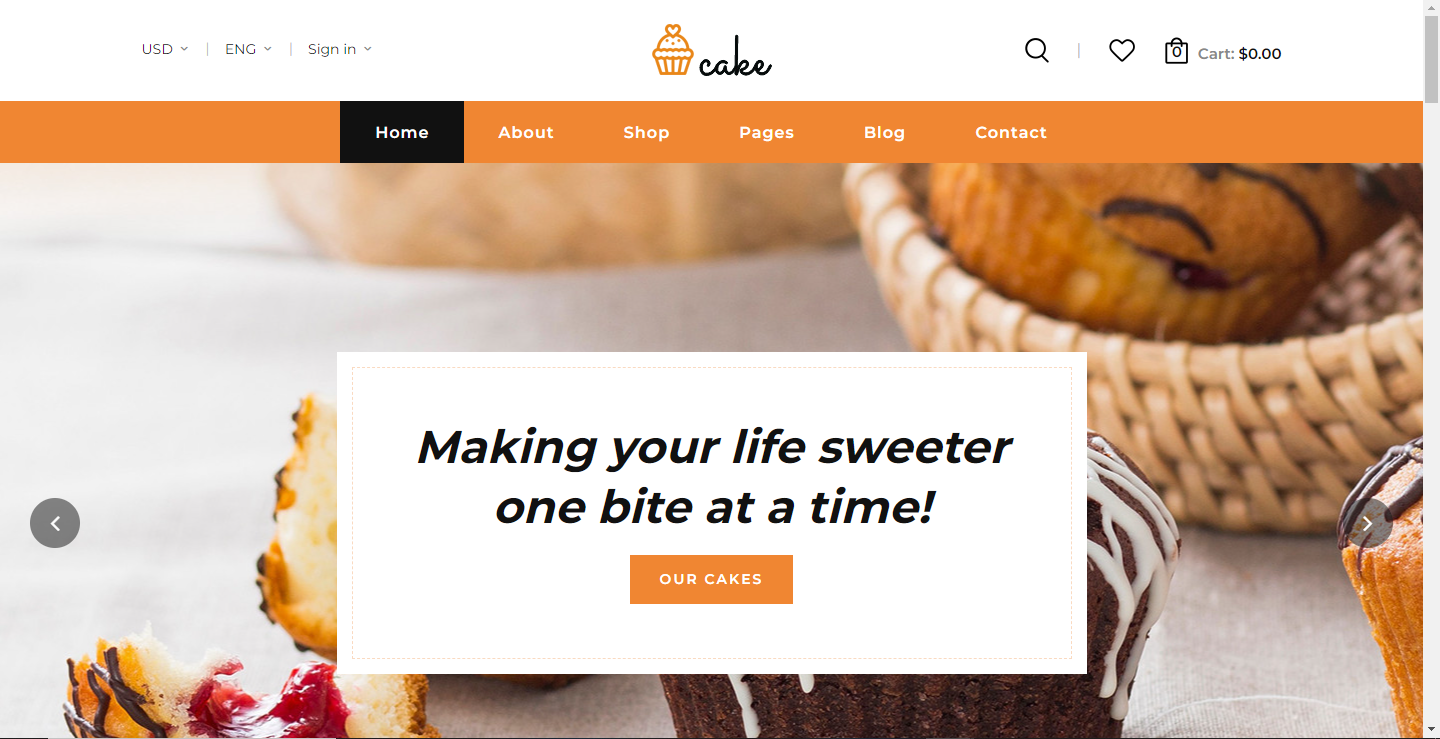 USD
ENG
Sign in
cake
0
Cart: $0.00
Home
About
Shop
Pages
Blog
Contact
Making your life sweeter
one bite at a time!
OUR CAKES